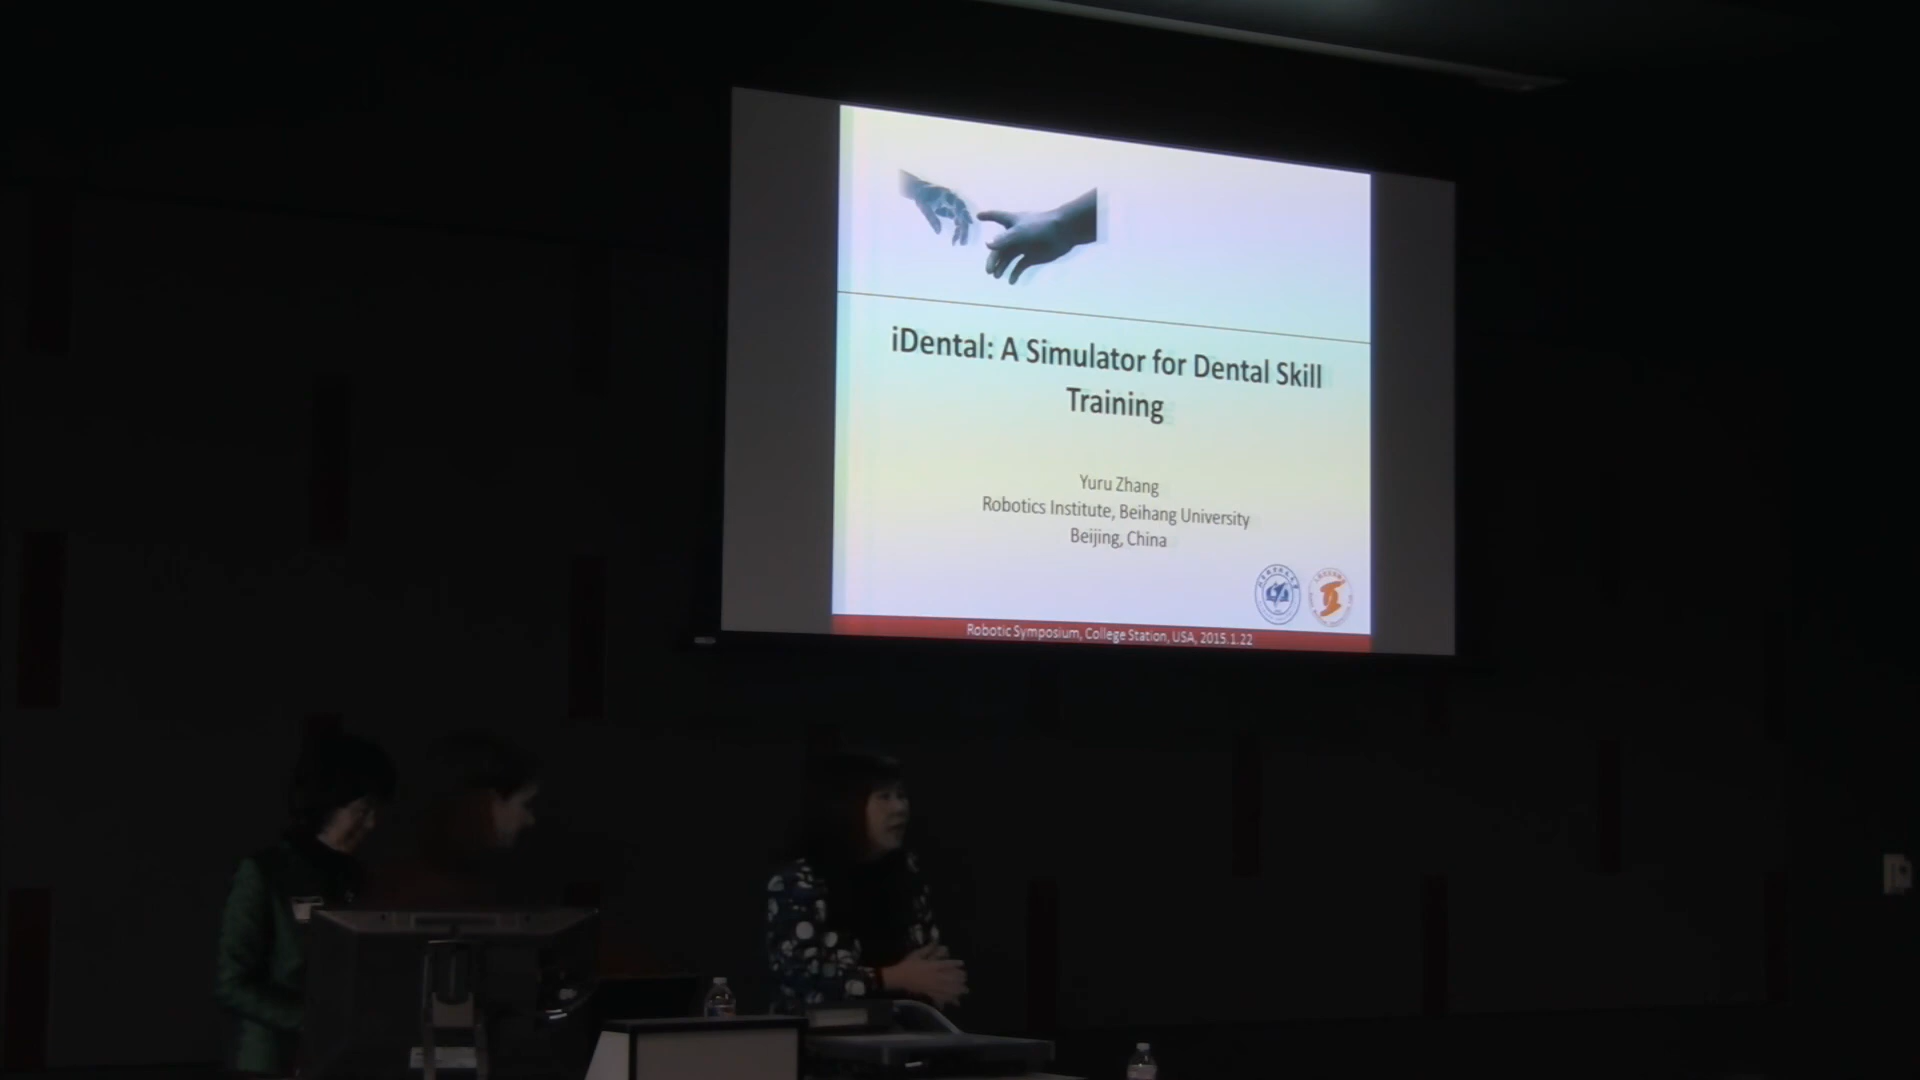 iDental: A Simulator for Dental Skill
Training
Yuru Zhang
Robotics Institute, Beihang University
Beijing, China
Robotic Symposium, College Station, USA, 2015.1.22